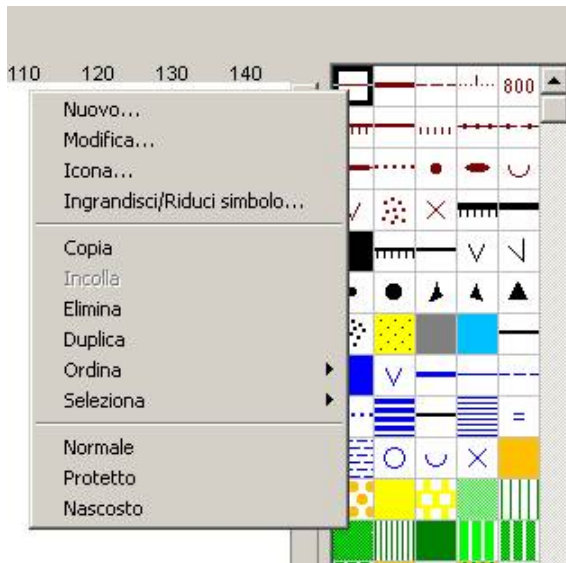 110 120 130 140
800
Nuovo...
Modifica...
Icona...
Ingrandisci/Riduci simbolo...
Copia
Incolla
Elimina
Duplica
Ordina
Seleziona
Normale
Protetto
Nascosto